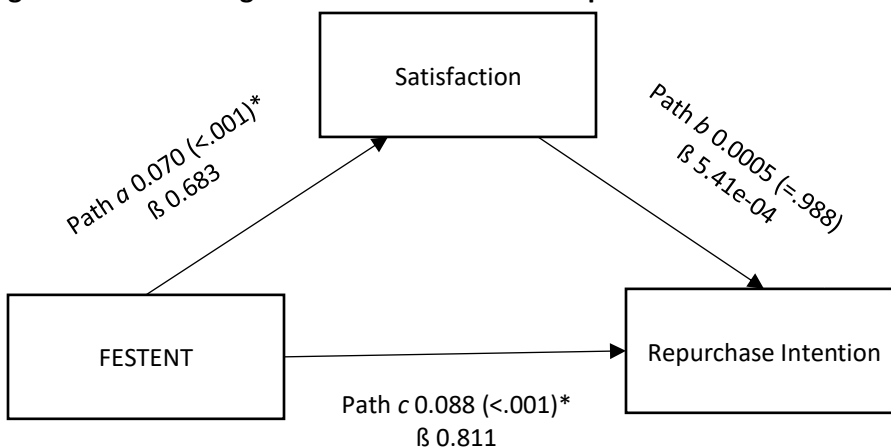 Satisfaction
Path a 0.070 (<.001)*
ß 0.683
Path b 0.0005 (=.988)
ß 5.41e-04
FESTENT
Repurchase Intention
Path c 0.088 (<.001)*
ß 0.811